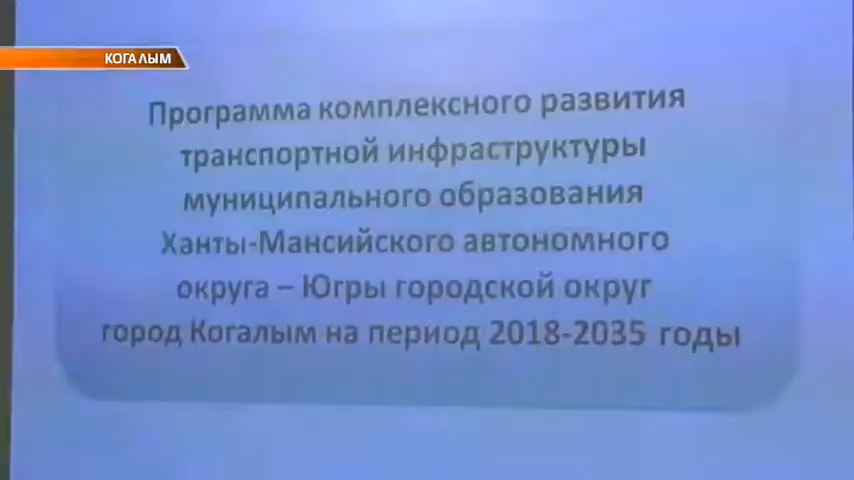 КОГАЛЫМ
Программа комплексного развития
транспортной инфраструктуры
муниципального образования
Ханты-Мансийского автономного
округа – Югры городской округ
город Когалым на период 2018-2035 годы